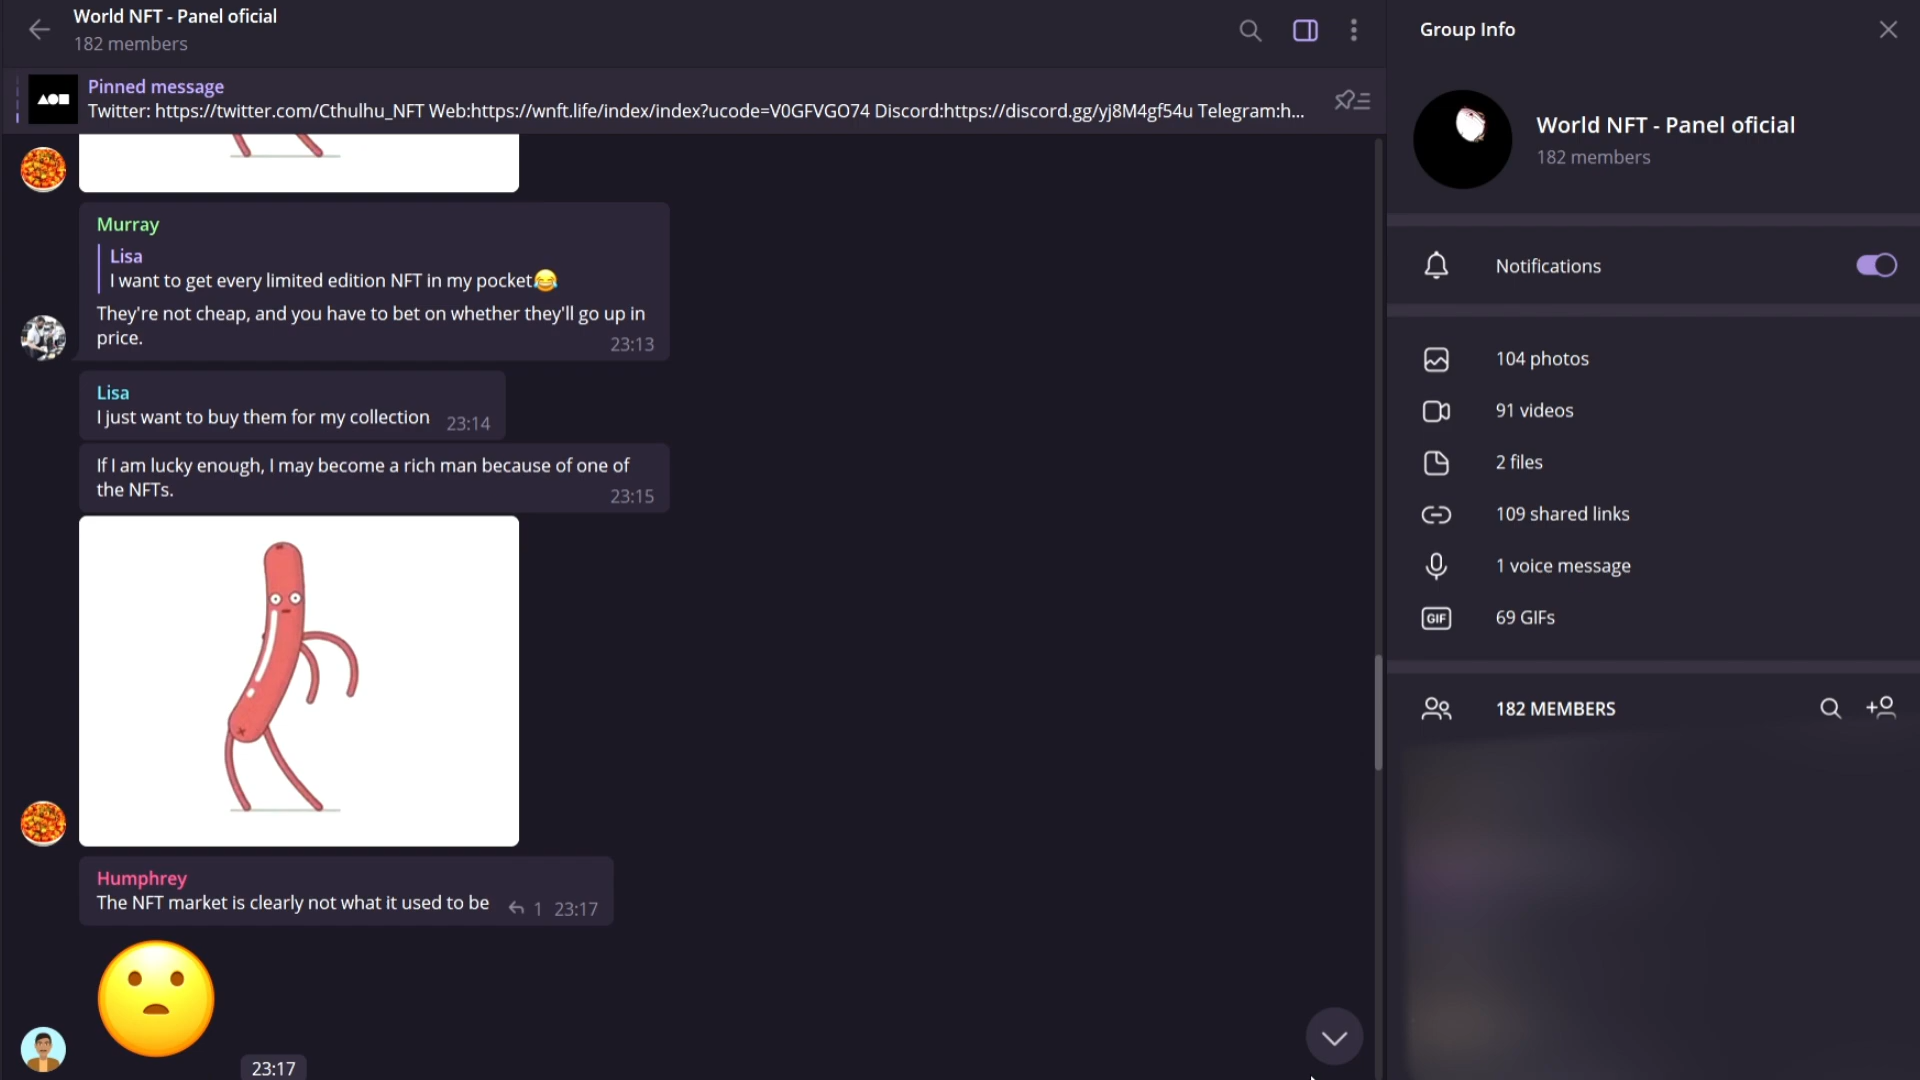 World NFT - Panel oficial
182 members
Group Info
Pinned message
Twitter: https://twitter.com/Cthulhu_NFT Web:https://wnft.life/index/index?ucode=V0GFVGO74 Discord:https://discord.gg/yj8M4gf54u Telegram:h...
World NFT - Panel oficial
182 members
Murray
Lisa
I want to get every limited edition NFT in my pocket😂
They're not cheap, and you have to bet on whether they'll go up in
price.
23:13
Notifications
Lisa
I just want to buy them for my collection 23:14
If I am lucky enough, I may become a rich man because of one of
the NFTs.
23:15
104 photos
91 videos
2 files
109 shared links
1 voice message
GIF 69 GIFs
182 MEMBERS
Humphrey
The NFT market is clearly not what it used to be 1 23:17
23:17